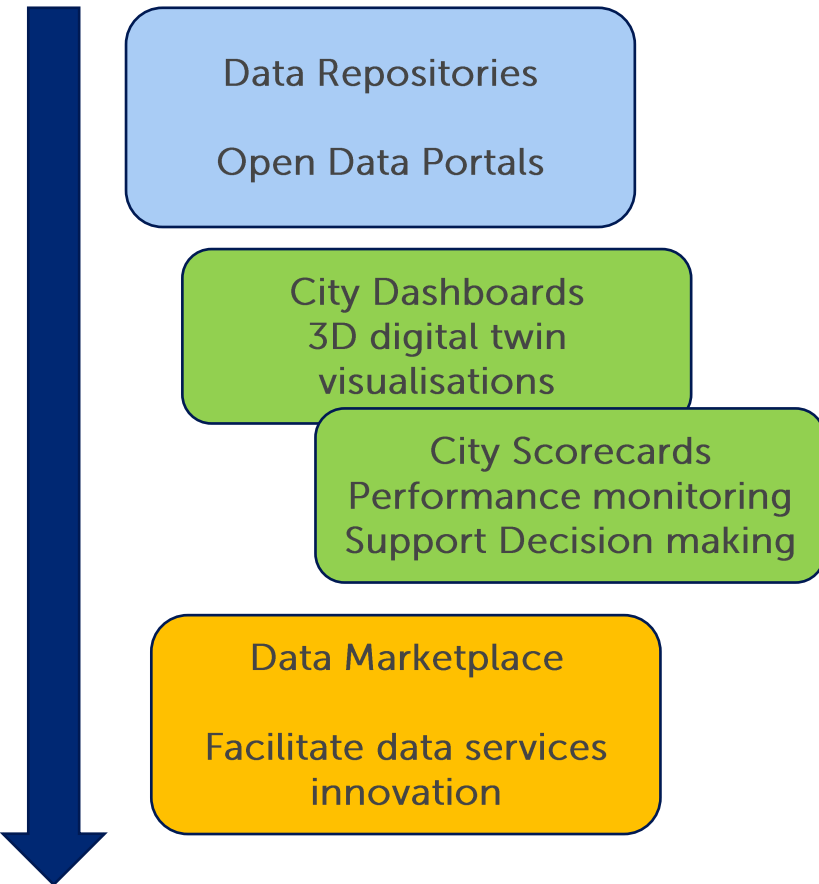 Data Repositories
Open Data Portals
City Dashboards
3D digital twin
visualisations
City Scorecards
Performance monitoring
Support Decision making
Data Marketplace
Facilitate data services
innovation